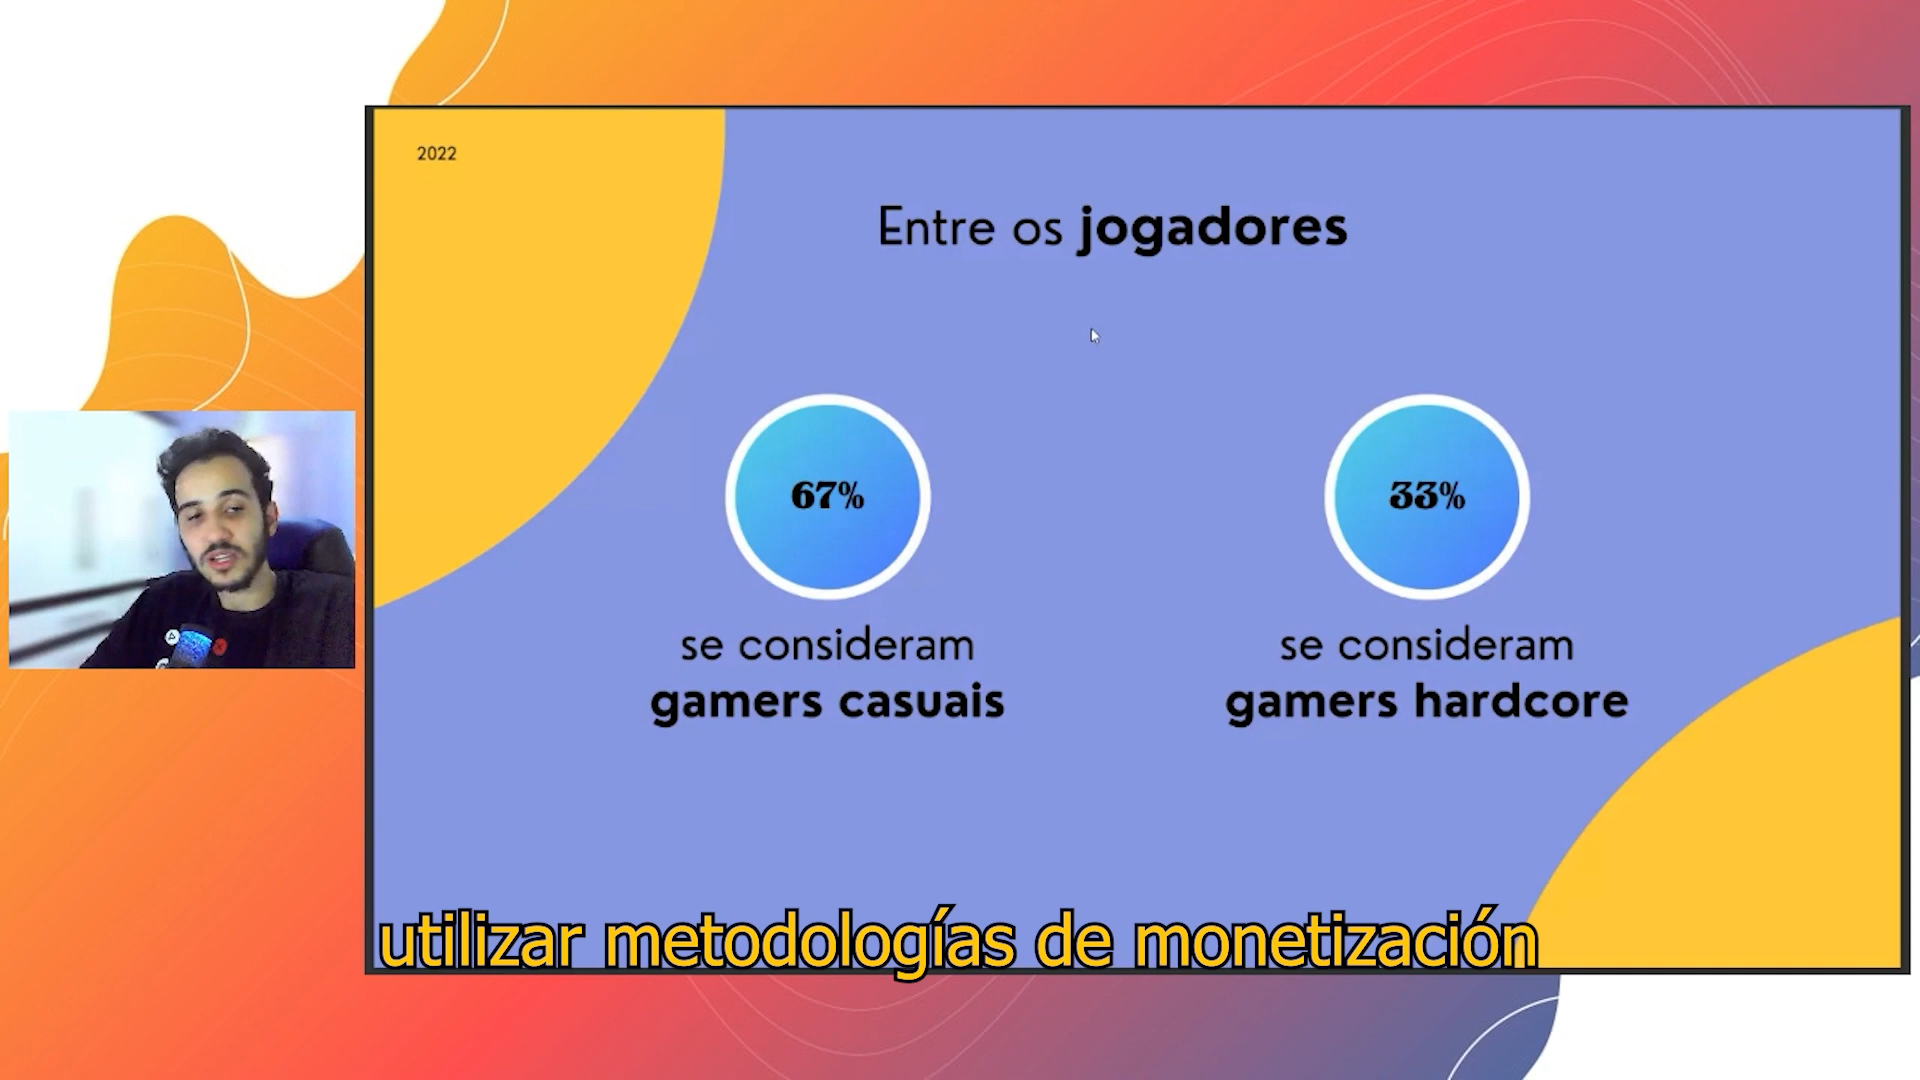 2022
Entre os jogadores
67%
33%
se consideram
gamers casuais
se consideram
gamers hardcore
utilizar metodologías de monetización